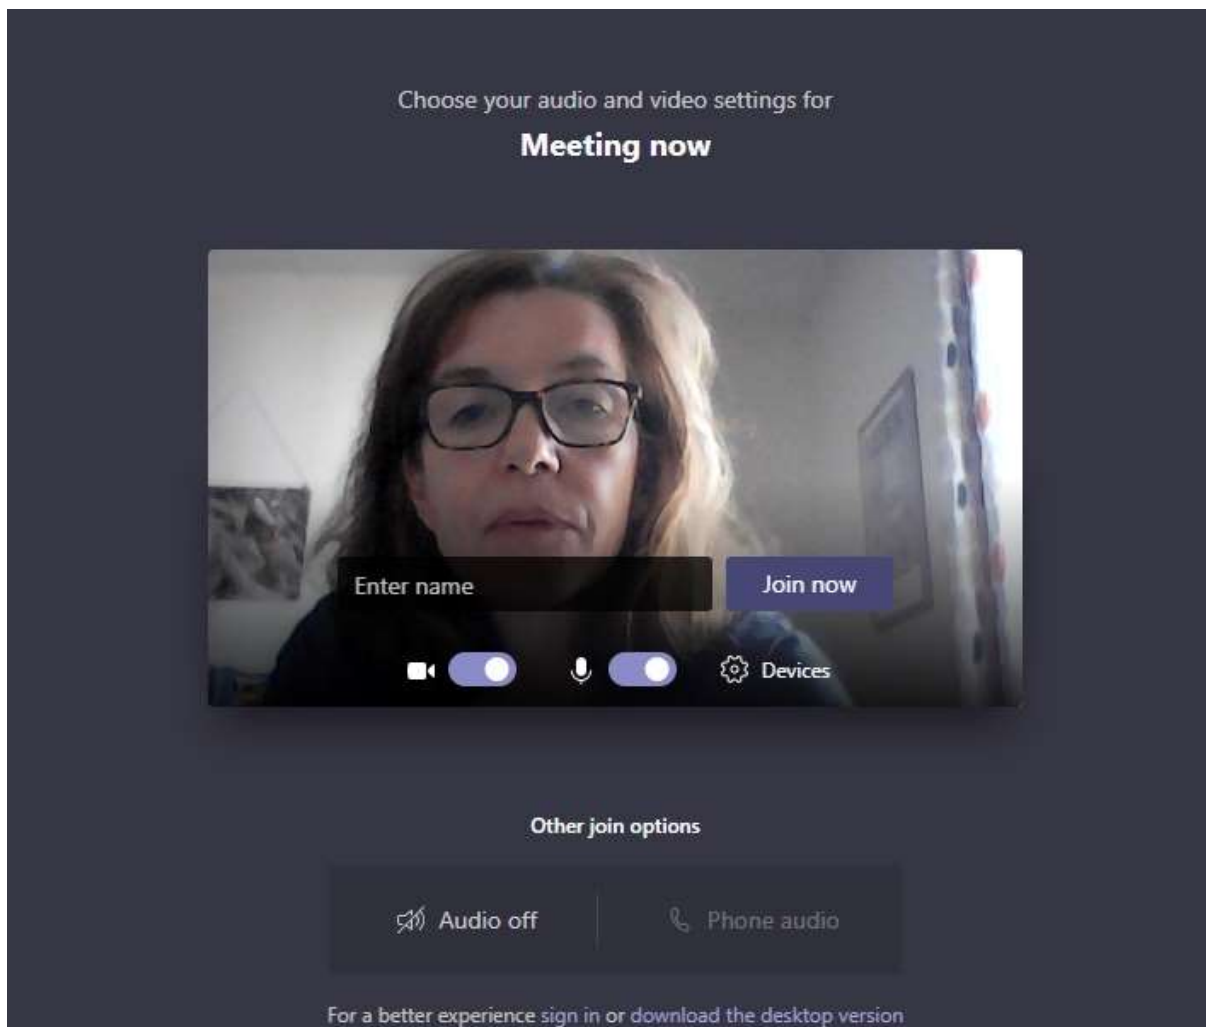 Choose your audio and video settings for
Meeting now
Enter name
Join now
Devices
Other join options
Audio off
Phone audio
For a better experience sign in or download the desktop version